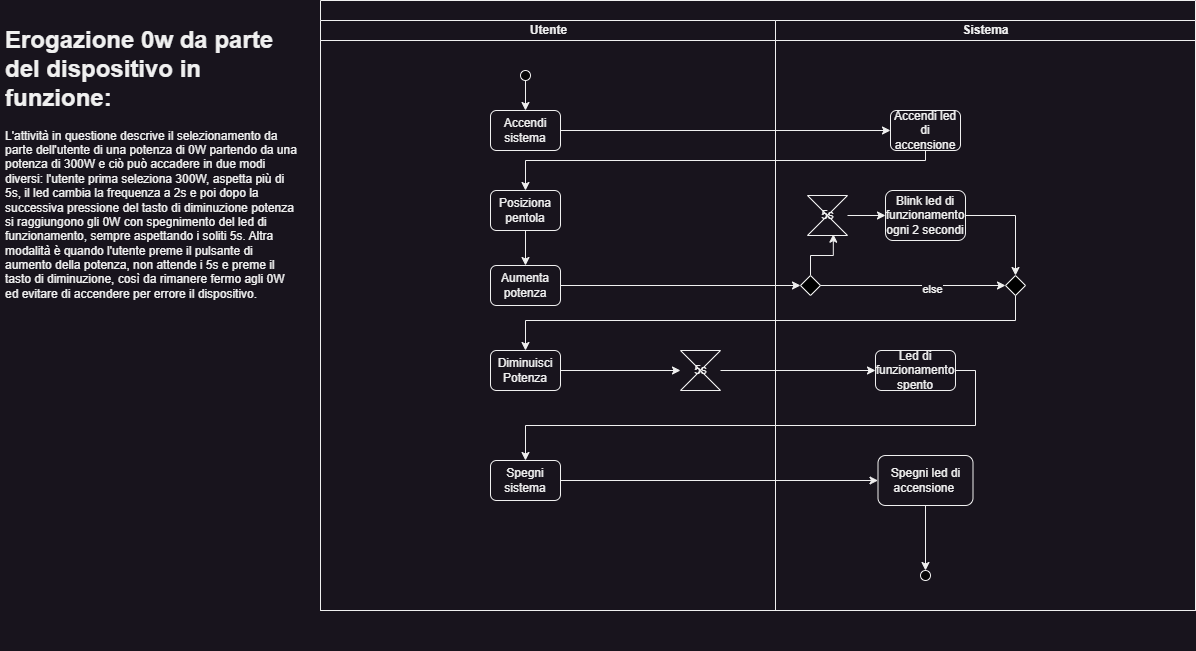 Erogazione 0w da parte
del dispositivo in
funzione:
L'attività in questione descrive il selezionamento da
parte dell'utente di una potenza di 0W partendo da una
potenza di 300W e ciò può accadere in due modi
diversi: l'utente prima seleziona 300W, aspetta più di
5s, il led cambia la frequenza a 2s e poi dopo la
successiva pressione del tasto di diminuzione potenza
si raggiungono gli 0W con spegnimento del led di
funzionamento, sempre aspettando i soliti 5s. Altra
modalità è quando l'utente preme il pulsante di
aumento della potenza, non attende i 5s e preme il
tasto di diminuzione, così da rimanere fermo agli 0W
ed evitare di accendere per errore il dispositivo.
Utente
Sistema
Accendi
sistema
Accendi led
di
accensione
Posiziona
pentola
5s
Blink led di
funzionamento
ogni 2 secondi
Aumenta
potenza
else
Diminuisci
Potenza
5s
Led di
funzionamento
spento
Spegni
sistema
Spegni led di
accensione